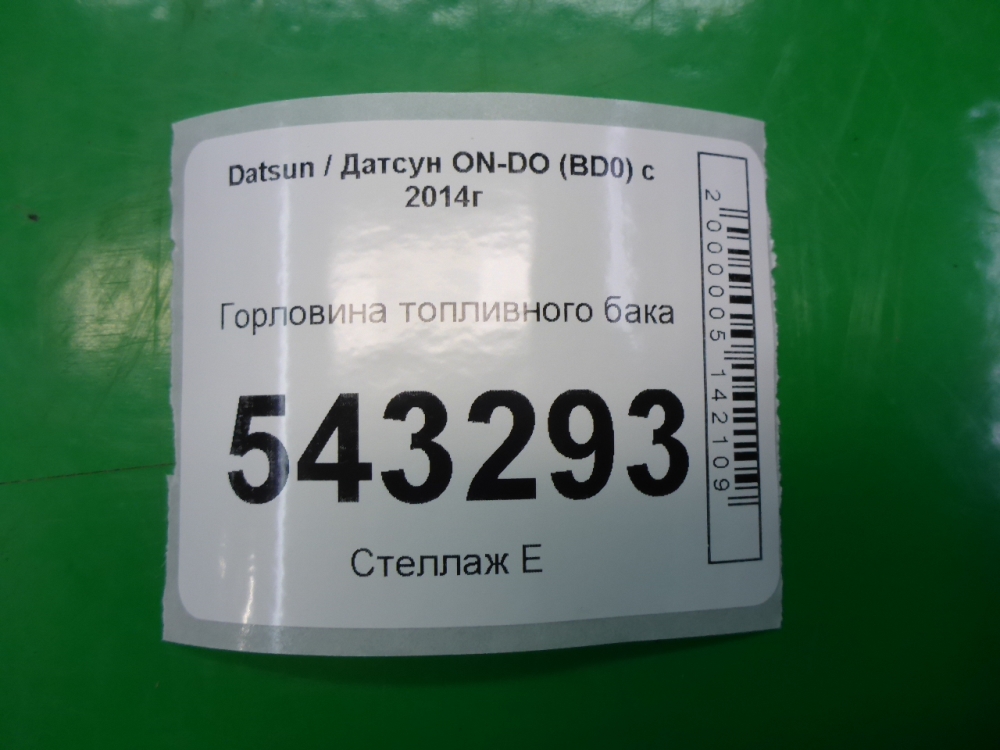 Datsun / Датсун ON-DO (BD0) с
2014г
Горловина топливного бака
543293
Стеллаж Е
2000005142109